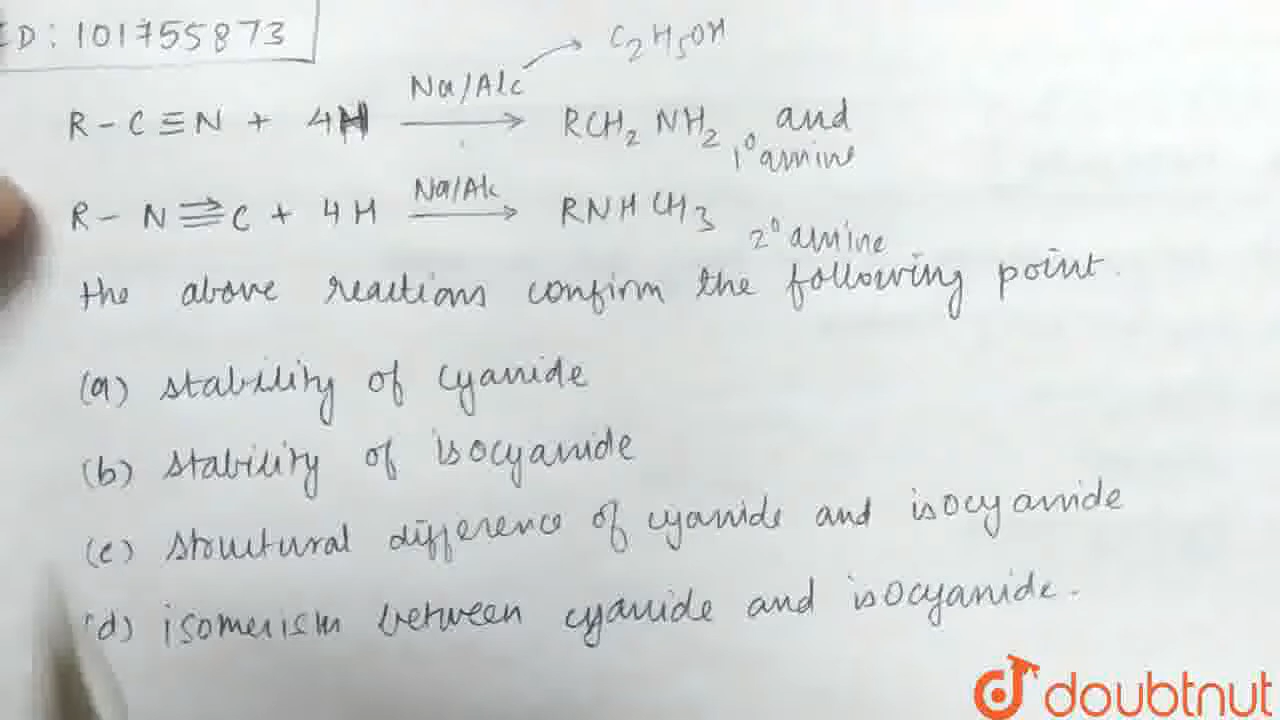 ID: 101755873
C2H5OH
Na/Alc
R-C≡N + 4H → RCH2 NH2 and
1° amine
Na/Alc
R-N≡C + 4H → RNHCH3
2° amine
the above reactions confirm the following point.
(a) stability of cyanide
(b) stability of isocyanide
(c) structural difference of cyanide and isocyanide
(d) isomerism between cyanide and isocyanide.
doubtnut